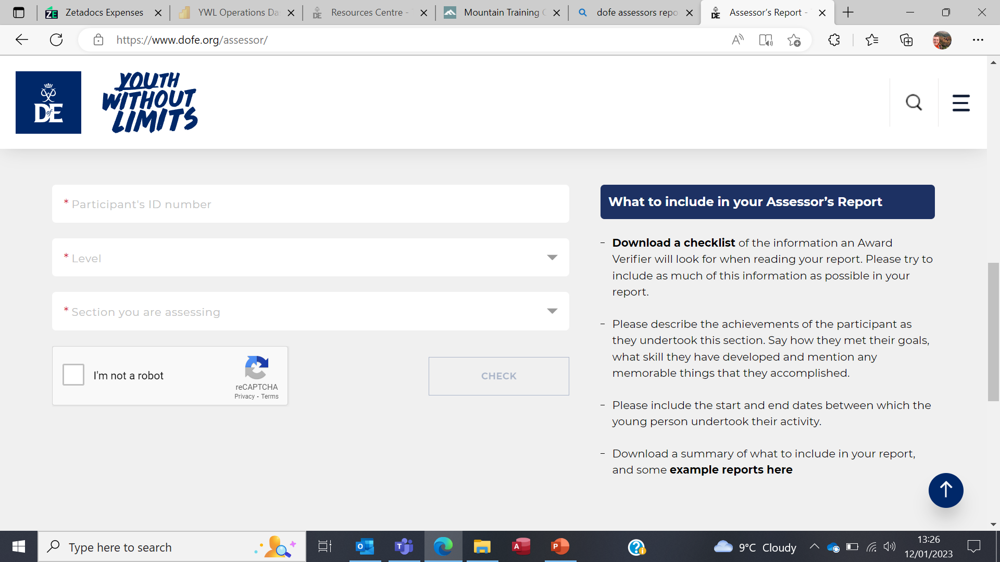 Zetadocs Expenses
YWL Operations Da
Resources Centre -
Mountain Training
dofe assessors repo
Assessor's Report -
https://www.dofe.org/assessor/
DofE
YOUTH
WITHOUT
LIMITS
* Participant's ID number
* Level
* Section you are assessing
I'm not a robot
reCAPTCHA
Privacy - Terms
CHECK
What to include in your Assessor’s Report
- Download a checklist of the information an Award
Verifier will look for when reading your report. Please try to
include as much of this information as possible in your
report.
- Please describe the achievements of the participant as
they undertook this section. Say how they met their goals,
what skill they have developed and mention any
memorable things that they accomplished.
- Please include the start and end dates between which the
young person undertook their activity.
- Download a summary of what to include in your report,
and some example reports here
Type here to search
9°C Cloudy
13:26
12/01/2023